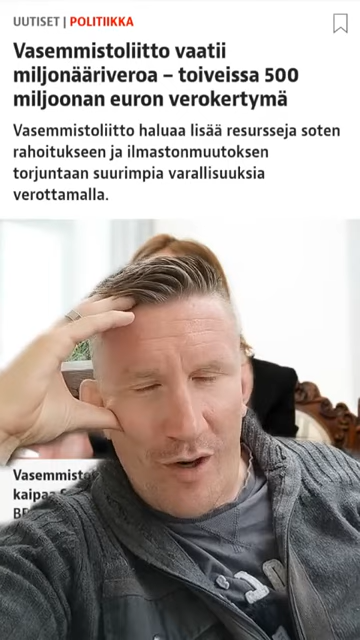 UUTISET | POLITIIKKA
Vasemmistoliitto vaatii
miljonääriveroa – toiveissa 500
miljoonan euron verokertymä
Vasemmistoliitto haluaa lisää resursseja soten
rahoitukseen ja ilmastonmuutoksen
torjuntaan suurimpia varallisuuksia
verottamalla.